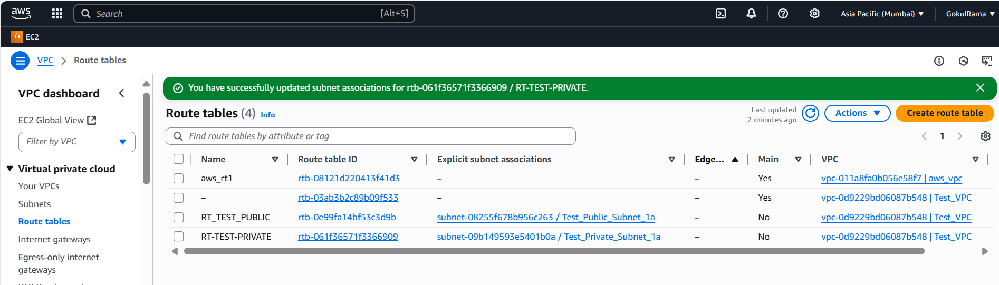 aws
Search
[Alt+S]
Asia Pacific (Mumbai)
GokulRama
EC2
VPC
Route tables
VPC dashboard
EC2 Global View
Filter by VPC
Virtual private cloud
Your VPCs
Subnets
Route tables
Internet gateways
Egress-only internet
gateways
You have successfully updated subnet associations for rtb-061f36571f3366909 / RT-TEST-PRIVATE.
Route tables (4) Info
Last updated
2 minutes ago
Actions
Create route table
Find route tables by attribute or tag
1
Name Route table ID Explicit subnet associations Edge... Main VPC
aws_rt1 rtb-08121d220413f41d3 – – Yes vpc-011a8fa0b056e58f7 | aws_vpc
– rtb-03ab3b2c89b09f533 – – Yes vpc-0d9229bd06087b548 | Test_VPC
RT_TEST_PUBLIC rtb-0e99fa14bf53c3d9b subnet-08255f678b956c263 / Test_Public_Subnet_1a – No vpc-0d9229bd06087b548 | Test_VPC
RT-TEST-PRIVATE rtb-061f36571f3366909 subnet-09b149593e5401b0a / Test_Private_Subnet_1a – No vpc-0d9229bd06087b548 | Test_VPC